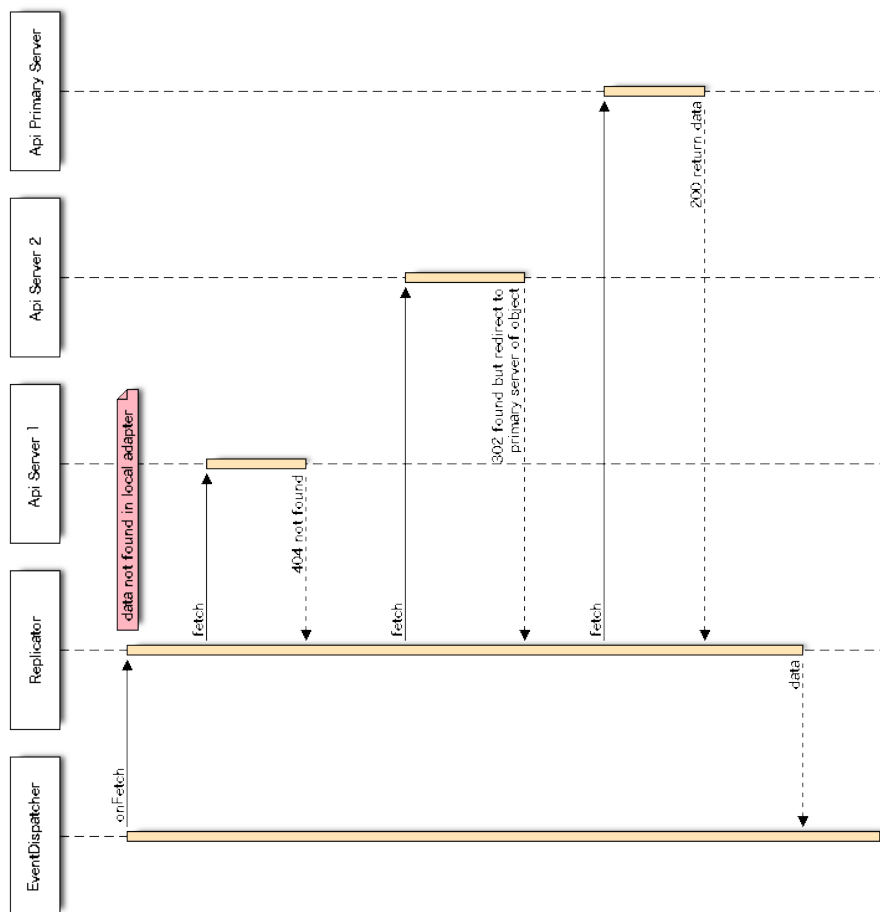 EventDispatcher
Replicator
Api Server 1
Api Server 2
Api Primary Server
onFetch
data not found in local adapter
fetch
404 not found
fetch
302 found but redirect to
primary server of object
fetch
200 return data
data